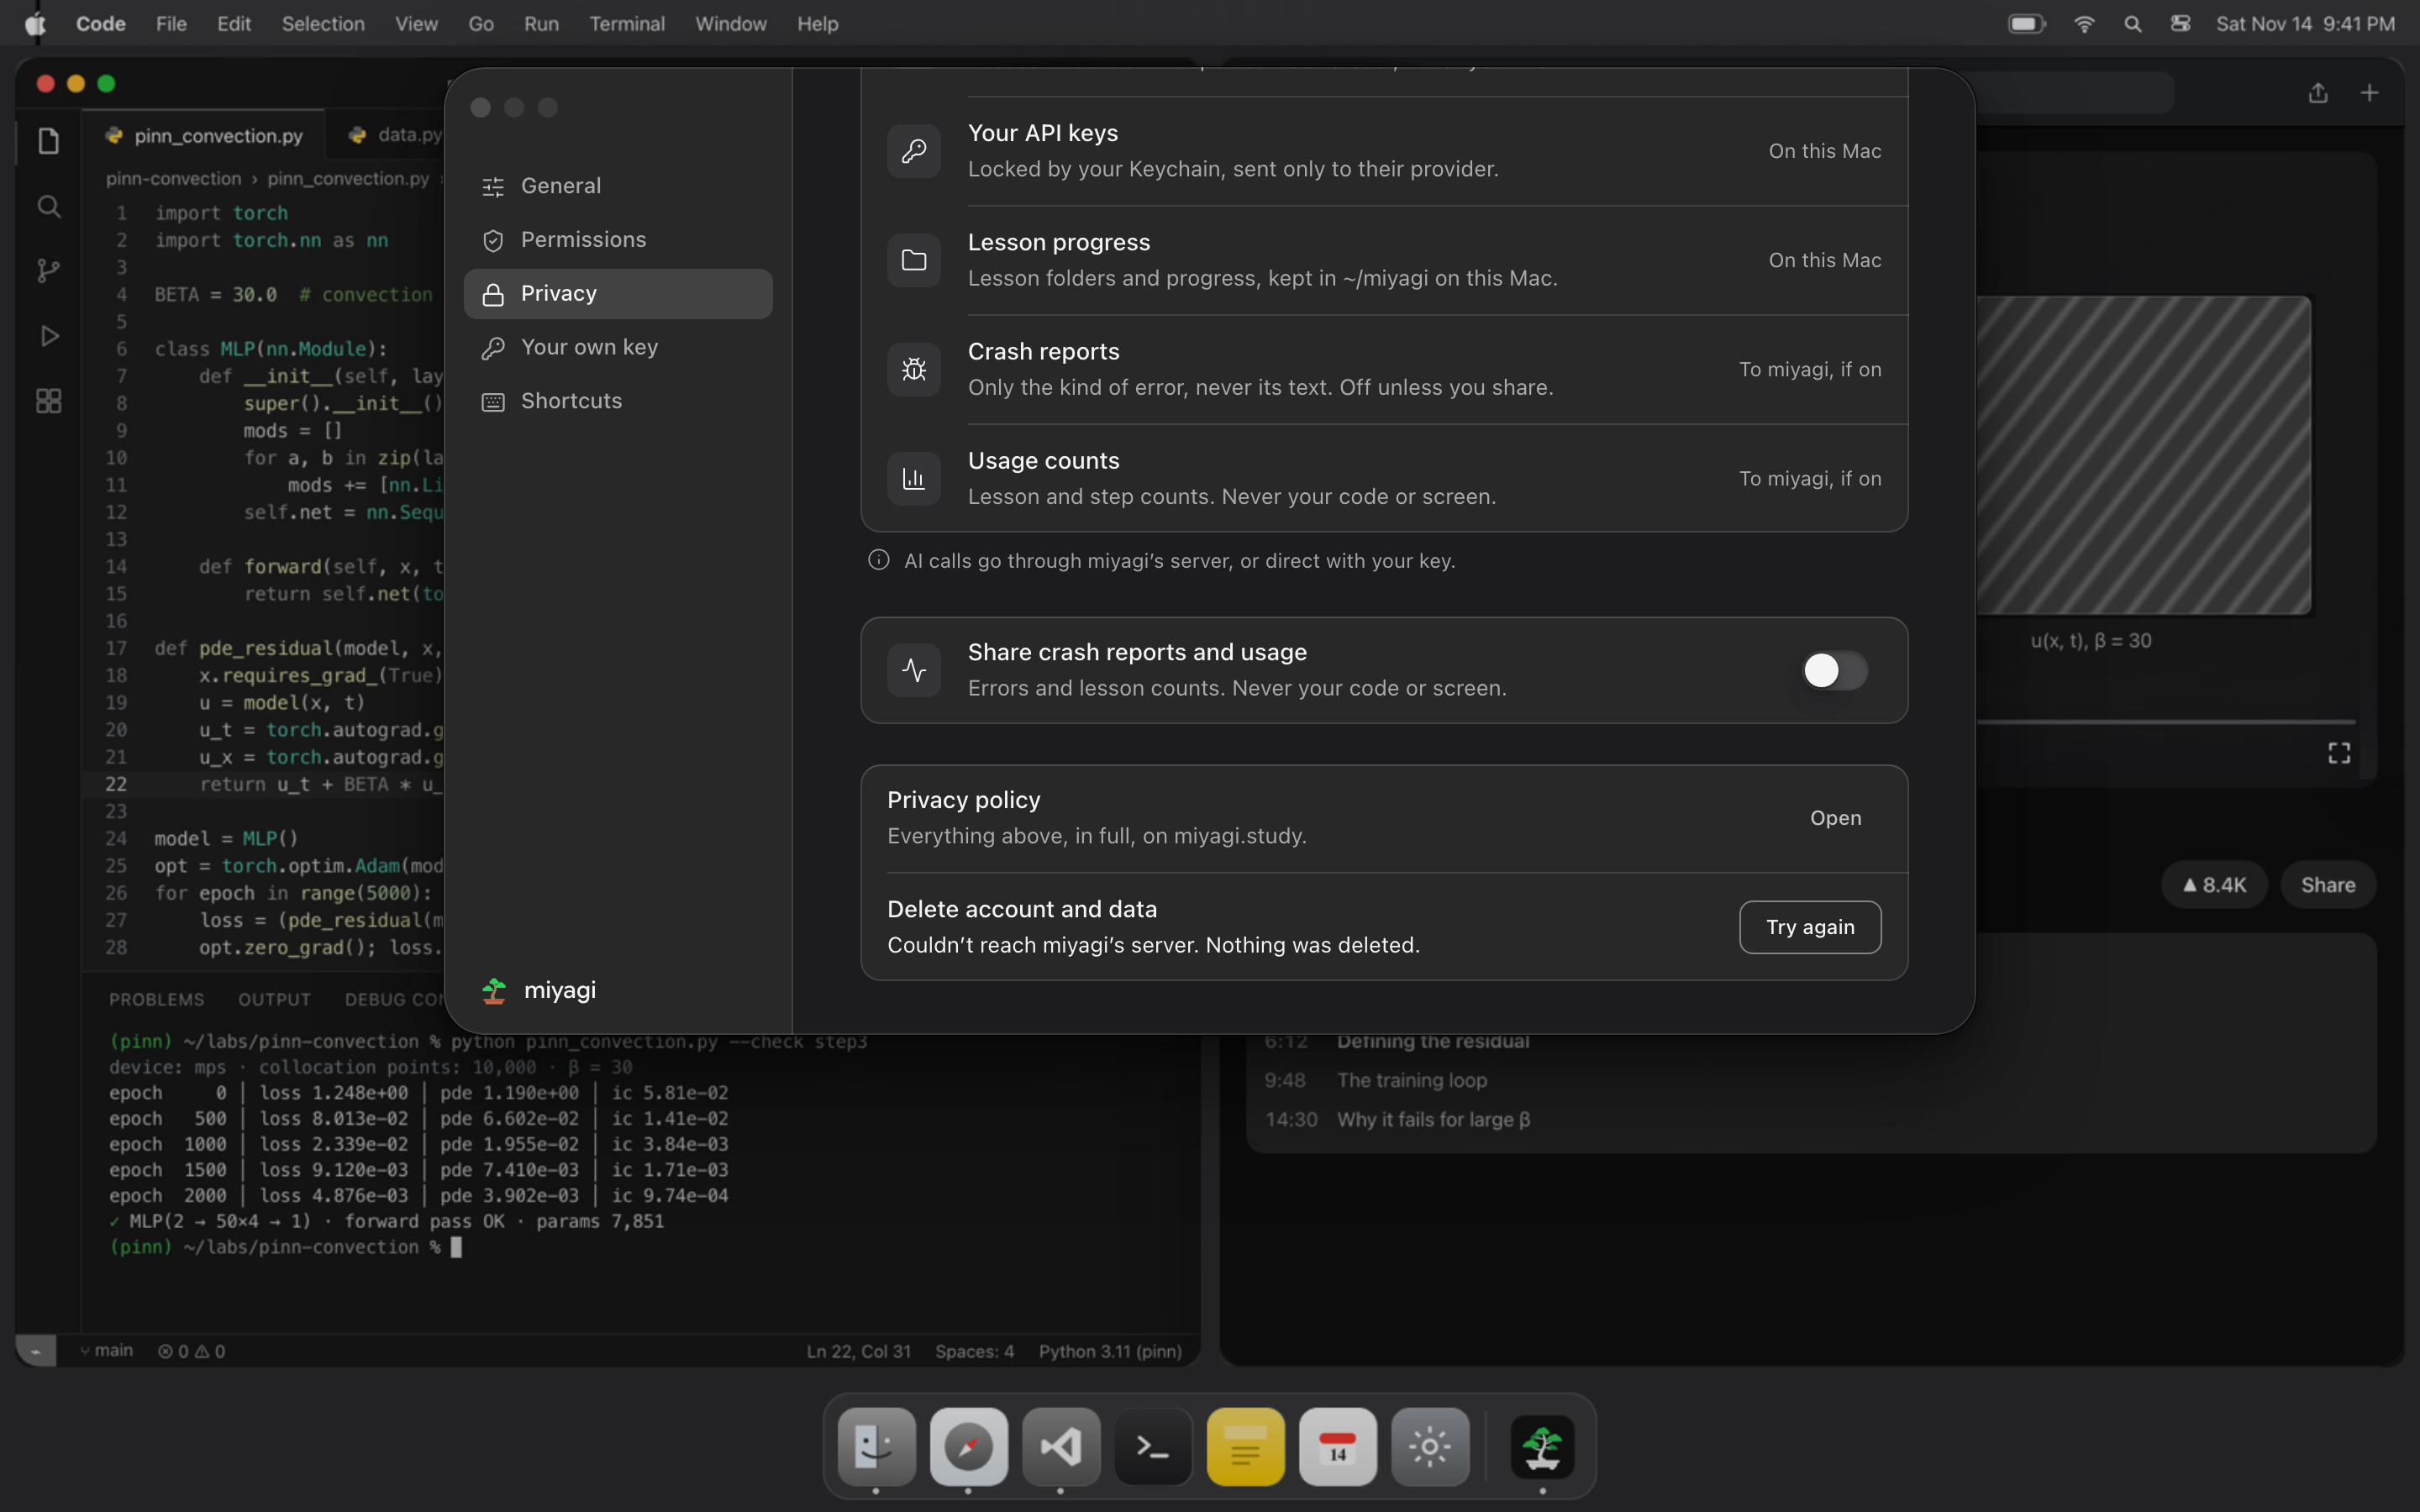 Code File Edit Selection View Go Run Terminal Window Help
Sat Nov 14 9:41 PM
pinn_convection.py
data.py
pinn-convection › pinn_convection.py ›
1 import torch
2 import torch.nn as nn
3
4 BETA = 30.0 # convection
5
6 class MLP(nn.Module):
7 def __init__(self, lay
8 super().__init__()
9 mods = []
10 for a, b in zip(la
11 mods += [nn.Li
12 self.net = nn.Sequ
13
14 def forward(self, x, t
15 return self.net(to
16
17 def pde_residual(model, x,
18 x.requires_grad_(True)
19 u = model(x, t)
20 u_t = torch.autograd.g
21 u_x = torch.autograd.g
22 return u_t + BETA * u_
23
24 model = MLP()
25 opt = torch.optim.Adam(mod
26 for epoch in range(5000):
27 loss = (pde_residual(m
28 opt.zero_grad(); loss.
PROBLEMS OUTPUT DEBUG CON
(pinn) ~/labs/pinn-convection % python pinn_convection.py --check step3
device: mps · collocation points: 10,000 · β = 30
epoch 0 | loss 1.248e+00 | pde 1.190e+00 | ic 5.81e-02
epoch 500 | loss 8.013e-02 | pde 6.602e-02 | ic 1.41e-02
epoch 1000 | loss 2.339e-02 | pde 1.955e-02 | ic 3.84e-03
epoch 1500 | loss 9.120e-03 | pde 7.410e-03 | ic 1.71e-03
epoch 2000 | loss 4.876e-03 | pde 3.902e-03 | ic 9.74e-04
✓ MLP(2 → 50×4 → 1) · forward pass OK · params 7,851
(pinn) ~/labs/pinn-convection %
main 0 0
Ln 22, Col 31 Spaces: 4 Python 3.11 (pinn)
General
Permissions
Privacy
Your own key
Shortcuts
miyagi
Your API keys
Locked by your Keychain, sent only to their provider.
On this Mac
Lesson progress
Lesson folders and progress, kept in ~/miyagi on this Mac.
On this Mac
Crash reports
Only the kind of error, never its text. Off unless you share.
To miyagi, if on
Usage counts
Lesson and step counts. Never your code or screen.
To miyagi, if on
AI calls go through miyagi’s server, or direct with your key.
Share crash reports and usage
Errors and lesson counts. Never your code or screen.
Privacy policy
Everything above, in full, on miyagi.study.
Open
Delete account and data
Couldn’t reach miyagi’s server. Nothing was deleted.
Try again
u(x, t), β = 30
▲ 8.4K
Share
6:12 Defining the residual
9:48 The training loop
14:30 Why it fails for large β
14